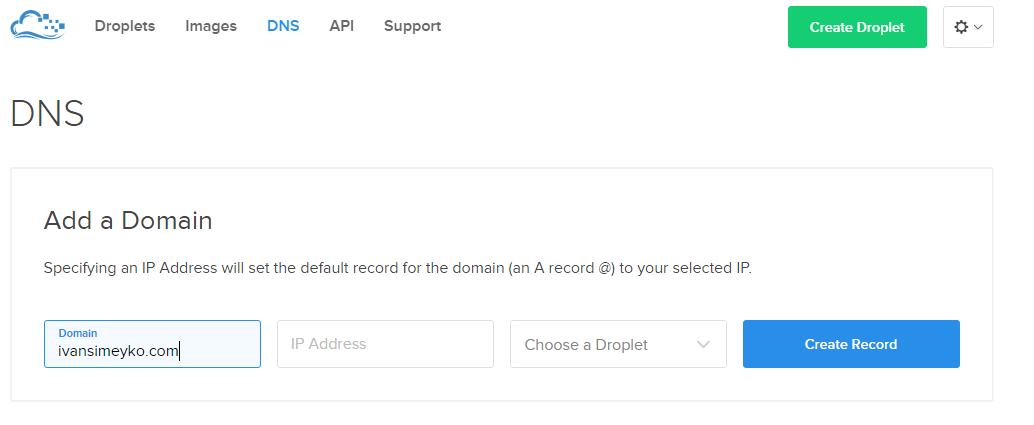 Droplets Images DNS API Support Create Droplet
DNS
Add a Domain
Specifying an IP Address will set the default record for the domain (an A record @) to your selected IP.
Domain
ivansimeyko.com
IP Address
Choose a Droplet
Create Record